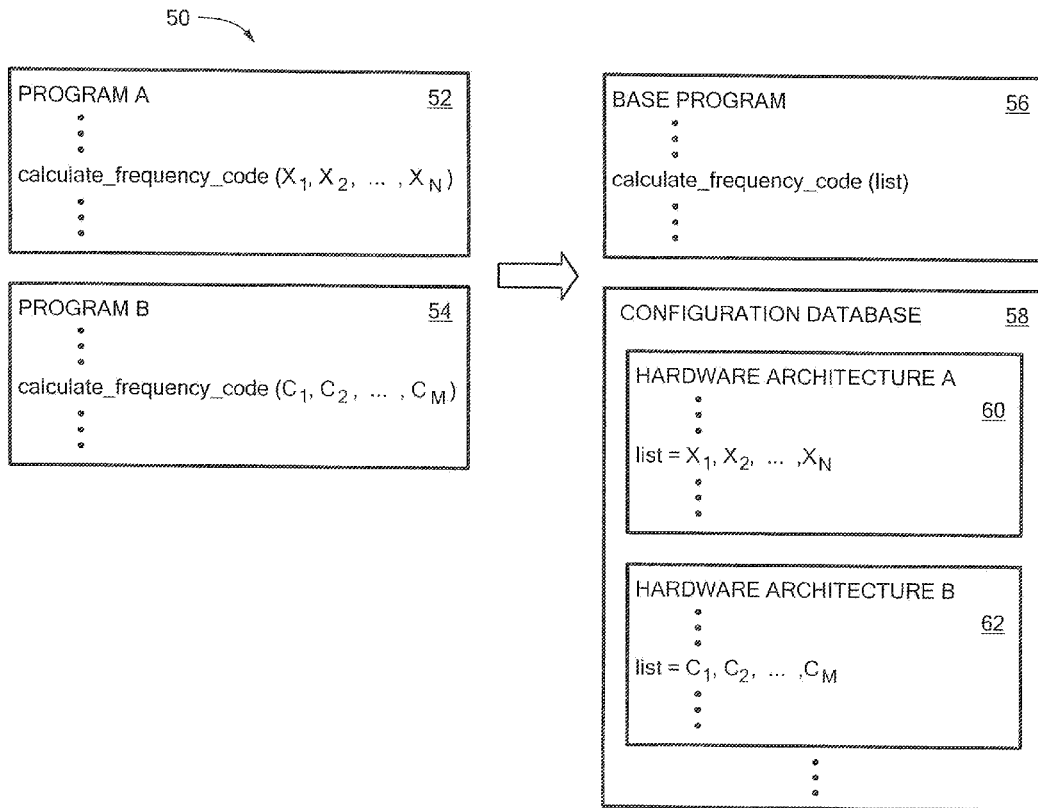 50
PROGRAM A 52
calculate_frequency_code (X1, X2, ... , XN)
PROGRAM B 54
calculate_frequency_code (C1, C2, ... , CM)
BASE PROGRAM 56
calculate_frequency_code (list)
CONFIGURATION DATABASE 58
HARDWARE ARCHITECTURE A
60
list = X1, X2, ... ,XN
HARDWARE ARCHITECTURE B
62
list = C1, C2, ... ,CM